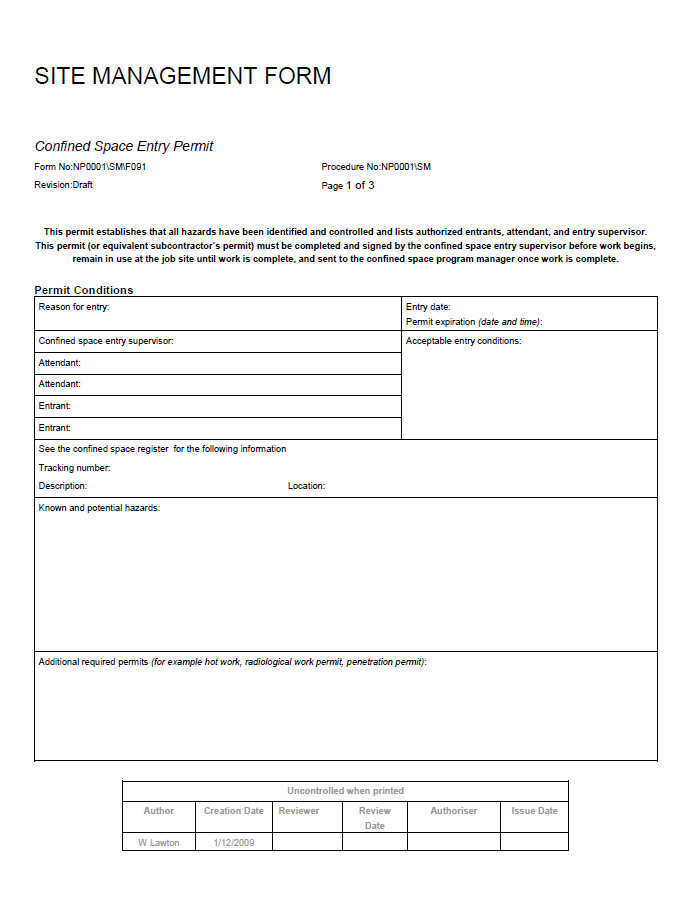 SITE MANAGEMENT FORM
Confined Space Entry Permit
Form No:NP0001\SM\F091 Procedure No:NP0001\SM
Revision:Draft Page 1 of 3
This permit establishes that all hazards have been identified and controlled and lists authorized entrants, attendant, and entry supervisor.
This permit (or equivalent subcontractor's permit) must be completed and signed by the confined space entry supervisor before work begins,
remain in use at the job site until work is complete, and sent to the confined space program manager once work is complete.
Permit Conditions
Reason for entry: Entry date:
Permit expiration (date and time):
Confined space entry supervisor: Acceptable entry conditions:
Attendant:
Attendant:
Entrant:
Entrant:
See the confined space register for the following information
Tracking number:
Description: Location:
Known and potential hazards:
Additional required permits (for example hot work, radiological work permit, penetration permit):
Uncontrolled when printed
Author Creation Date Reviewer Review Authoriser Issue Date
Date
W Lawton 1/12/2009